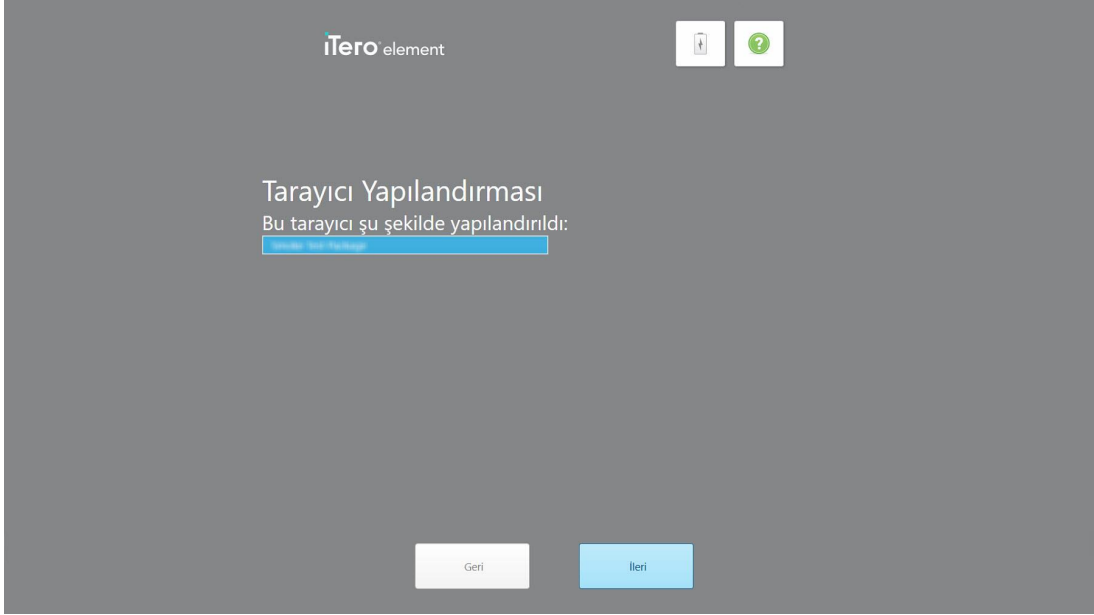 iTero element
Tarayıcı Yapılandırması
Bu tarayıcı şu şekilde yapılandırıldı:
Geri
İleri